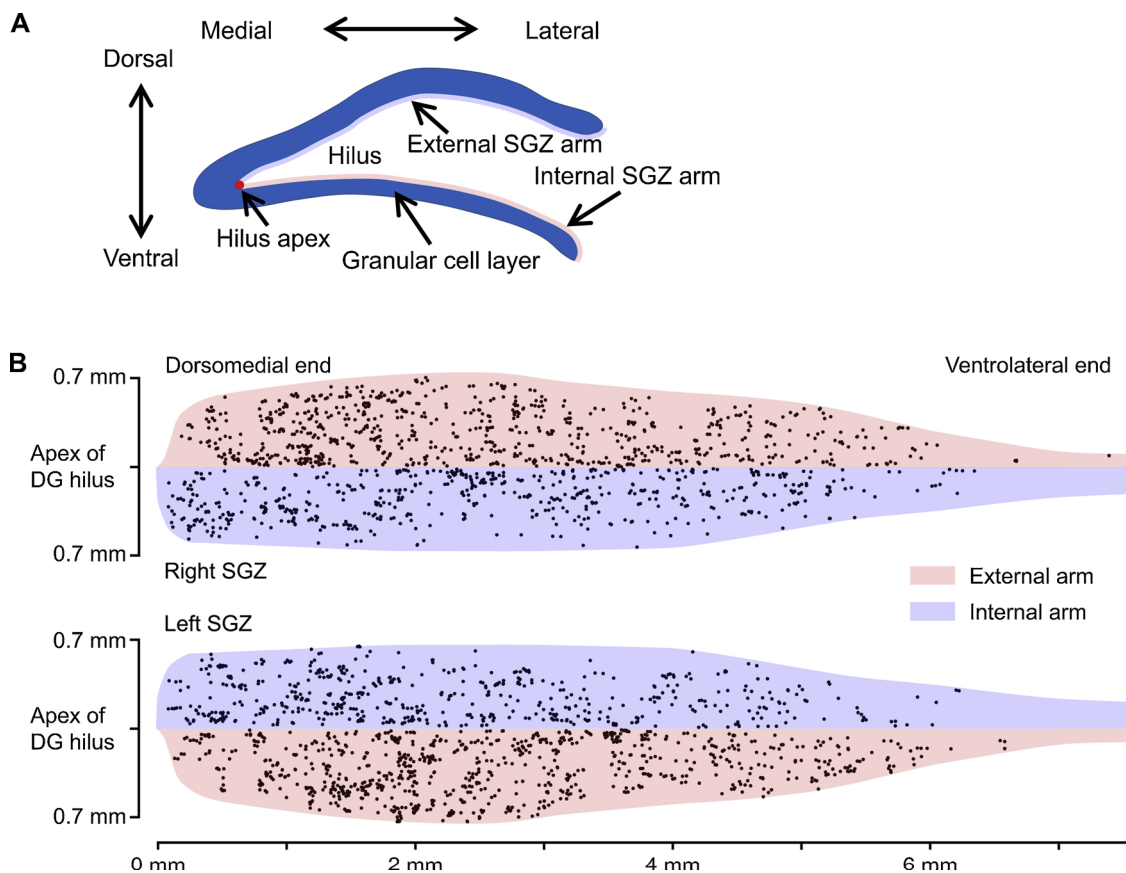 A
Medial
Lateral
Dorsal
External SGZ arm
Hilus
Internal SGZ arm
Hilus apex
Ventral
Granular cell layer
B
Dorsomedial end
Ventrolateral end
0.7 mm
Apex of
DG hilus
0.7 mm
Right SGZ
External arm
Internal arm
Left SGZ
0.7 mm
Apex of
DG hilus
0.7 mm
0 mm
2 mm
4 mm
6 mm